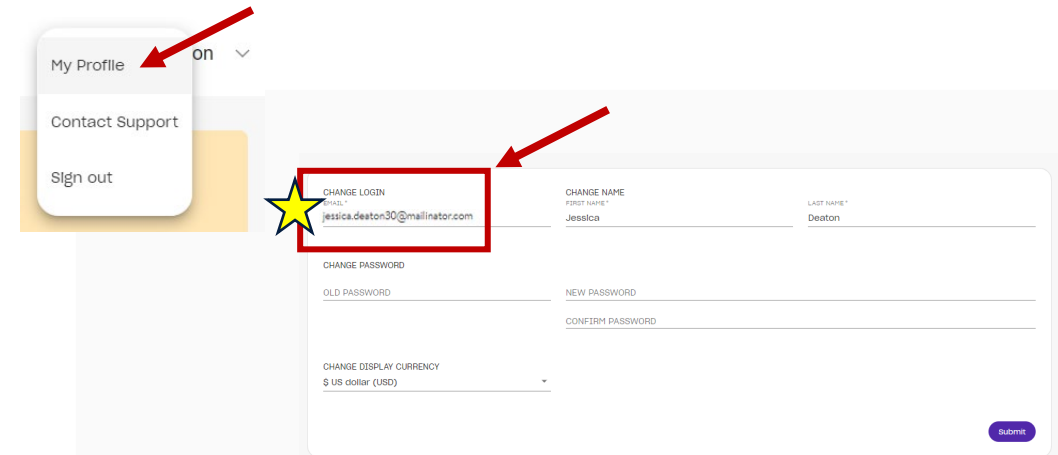 on
My Profile
Contact Support
Sign out
CHANGE LOGIN
EMAIL *
jessica.deaton30@mailinator.com
CHANGE NAME
FIRST NAME *
Jessica
LAST NAME *
Deaton
CHANGE PASSWORD
OLD PASSWORD
NEW PASSWORD
CONFIRM PASSWORD
CHANGE DISPLAY CURRENCY
$ US dollar (USD)
Submit